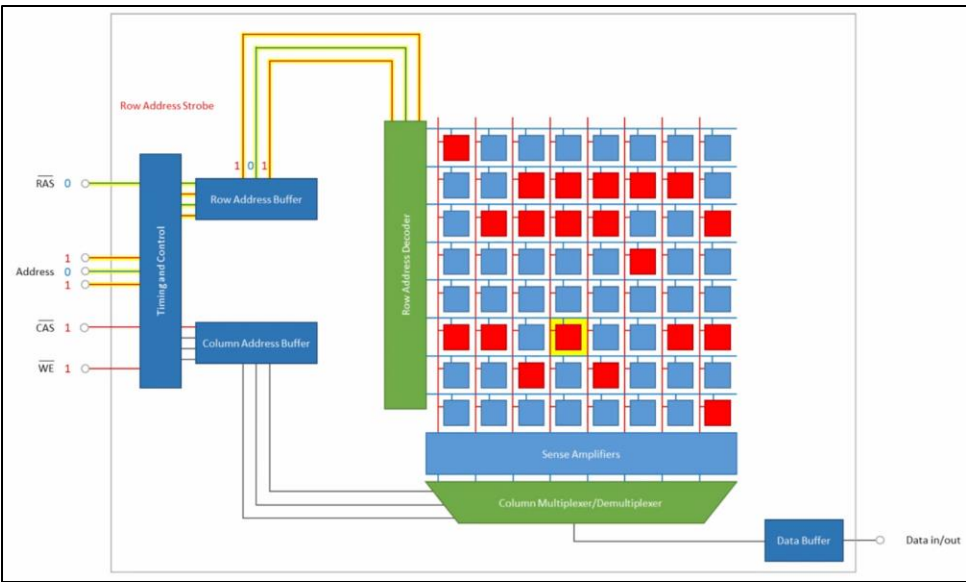 Row Address Strobe
1 0 1
RAS 0
Row Address Buffer
1
Address 0
1
Timing and Control
Row Address Decoder
CAS 1
Column Address Buffer
WE 1
Sense Amplifiers
Column Multiplexer/Demultiplexer
Data Buffer
Data in/out